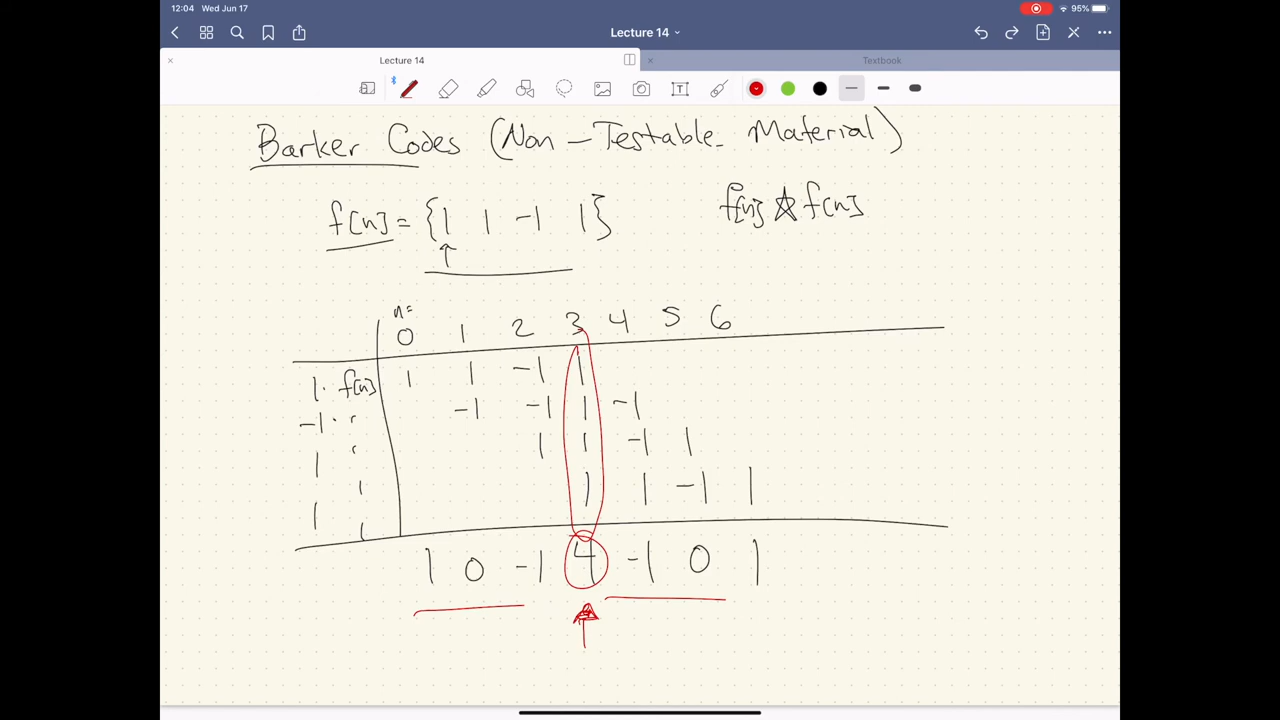 12:04 Wed Jun 17 95%
Lecture 14
Lecture 14 Textbook
Barker Codes (Non-Testable Material)
f[n] = {1 1 -1 1} f[n] ☆ f[n]
↑
n=
0 1 2 3 4 5 6
1· f[n] 1 1 -1 1
-1· " -1 -1 1 -1
1 " 1 1 -1 1
1 " 1 1 -1 1
1 0 -1 4 -1 0 1